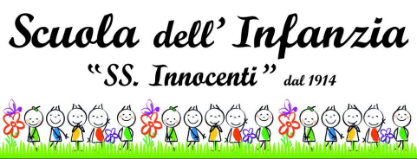 Scuola dell' Infanzia
"SS. Innocenti" dal 1914